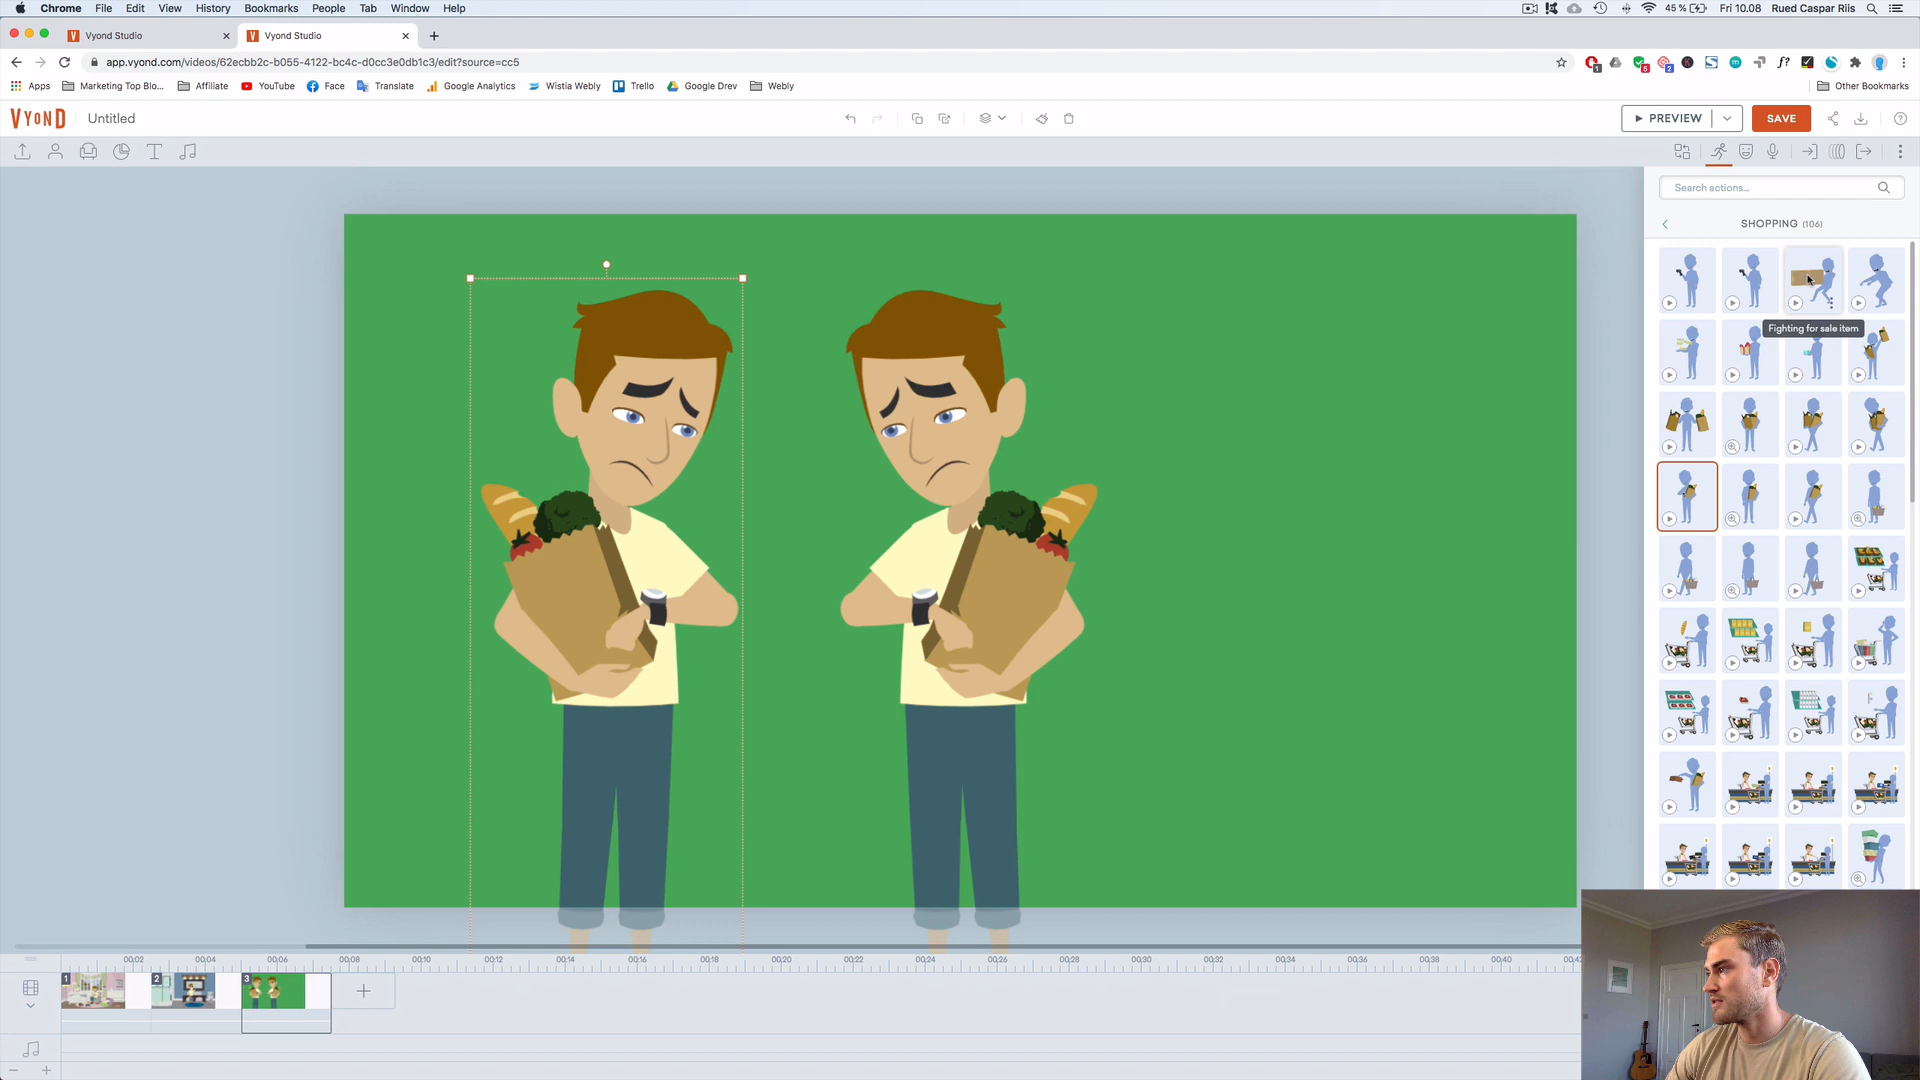 Chrome File Edit View History Bookmarks People Tab Window Help 45 % Fri 10.08 Rued Caspar Riis
Vyond Studio Vyond Studio
app.vyond.com/videos/62ecbb2c-b055-4122-bc4c-d0cc3e0db1c3/edit?source=cc5
Apps Marketing Top Blo... Affiliate YouTube Face Translate Google Analytics Wistia Webly Trello Google Drev Webly Other Bookmarks
VYOND Untitled PREVIEW SAVE
Search actions...
SHOPPING (106)
Fighting for sale item
00:02 00:04 00:06 00:08 00:10 00:12 00:14 00:16 00:18 00:20 00:22 00:24 00:26 00:28 00:30 00:32 00:34 00:36 00:38 00:40
1 2 3